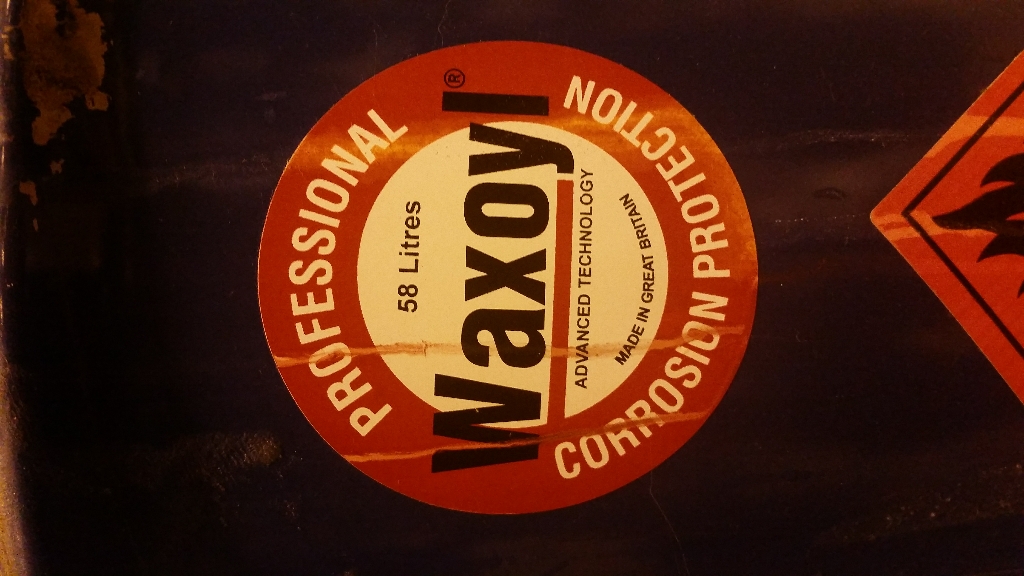 PROFESSIONAL
58 Litres
Waxoyl®
ADVANCED TECHNOLOGY
MADE IN GREAT BRITAIN
CORROSION PROTECTION